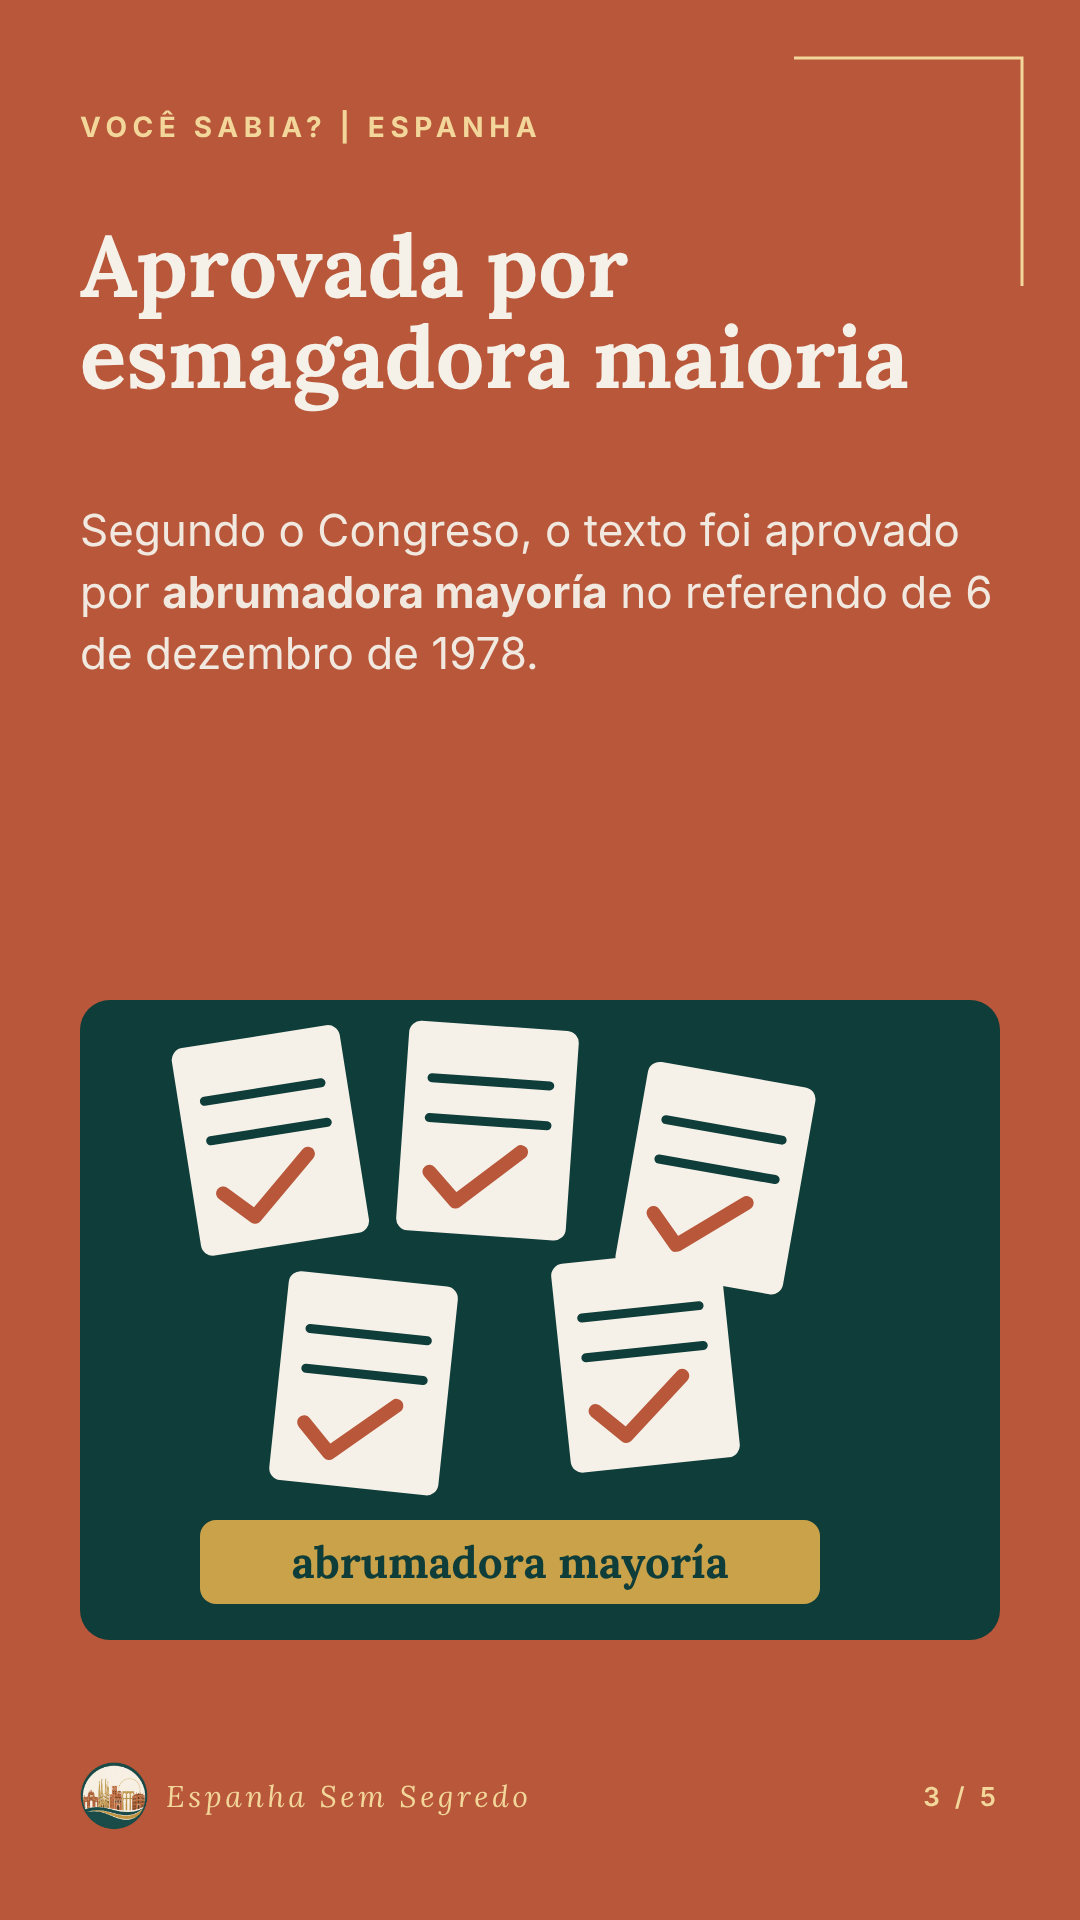 VOCÊ SABIA? | ESPANHA
Aprovada por
esmagadora maioria
Segundo o Congreso, o texto foi aprovado
por abrumadora mayoría no referendo de 6
de dezembro de 1978.
abrumadora mayoría
Espanha Sem Segredo
3 / 5